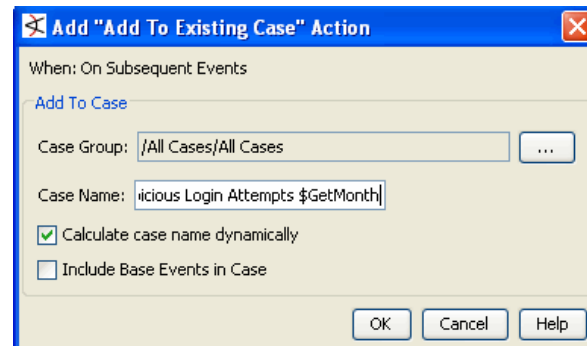 Add "Add To Existing Case" Action
When: On Subsequent Events
Add To Case
Case Group: /All Cases/All Cases ...
Case Name: icious Login Attempts $GetMonth
Calculate case name dynamically
Include Base Events in Case
OK Cancel Help